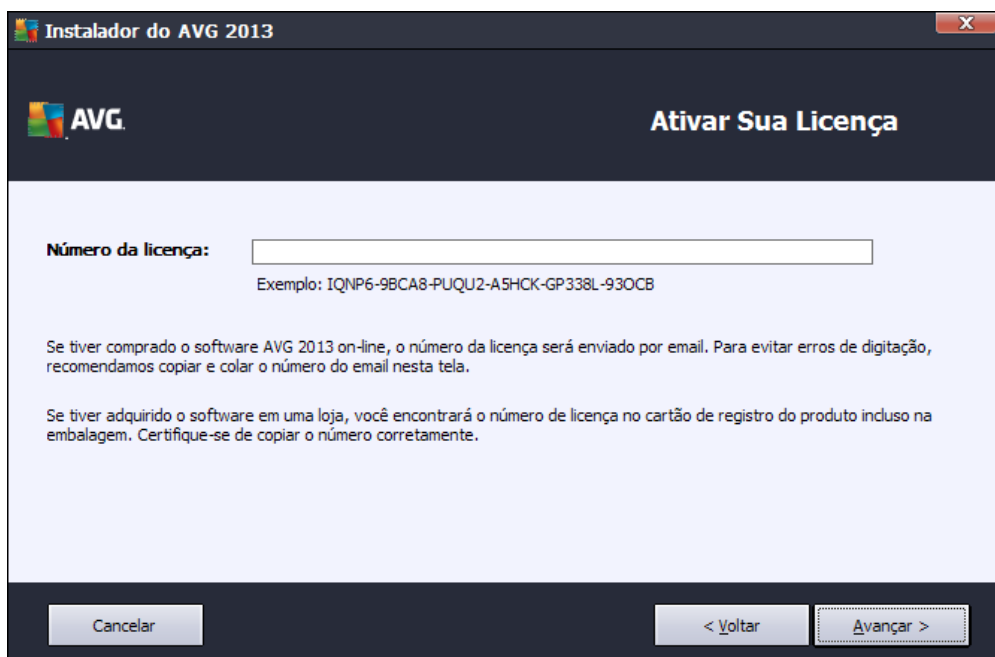 Instalador do AVG 2013
X
AVG.
Ativar Sua Licença
Número da licença:
Exemplo: IQNP6-9BCA8-PUQU2-A5HCK-GP338L-93OCB
Se tiver comprado o software AVG 2013 on-line, o número da licença será enviado por email. Para evitar erros de digitação,
recomendamos copiar e colar o número do email nesta tela.
Se tiver adquirido o software em uma loja, você encontrará o número de licença no cartão de registro do produto incluso na
embalagem. Certifique-se de copiar o número corretamente.
Cancelar
< Voltar
Avançar >